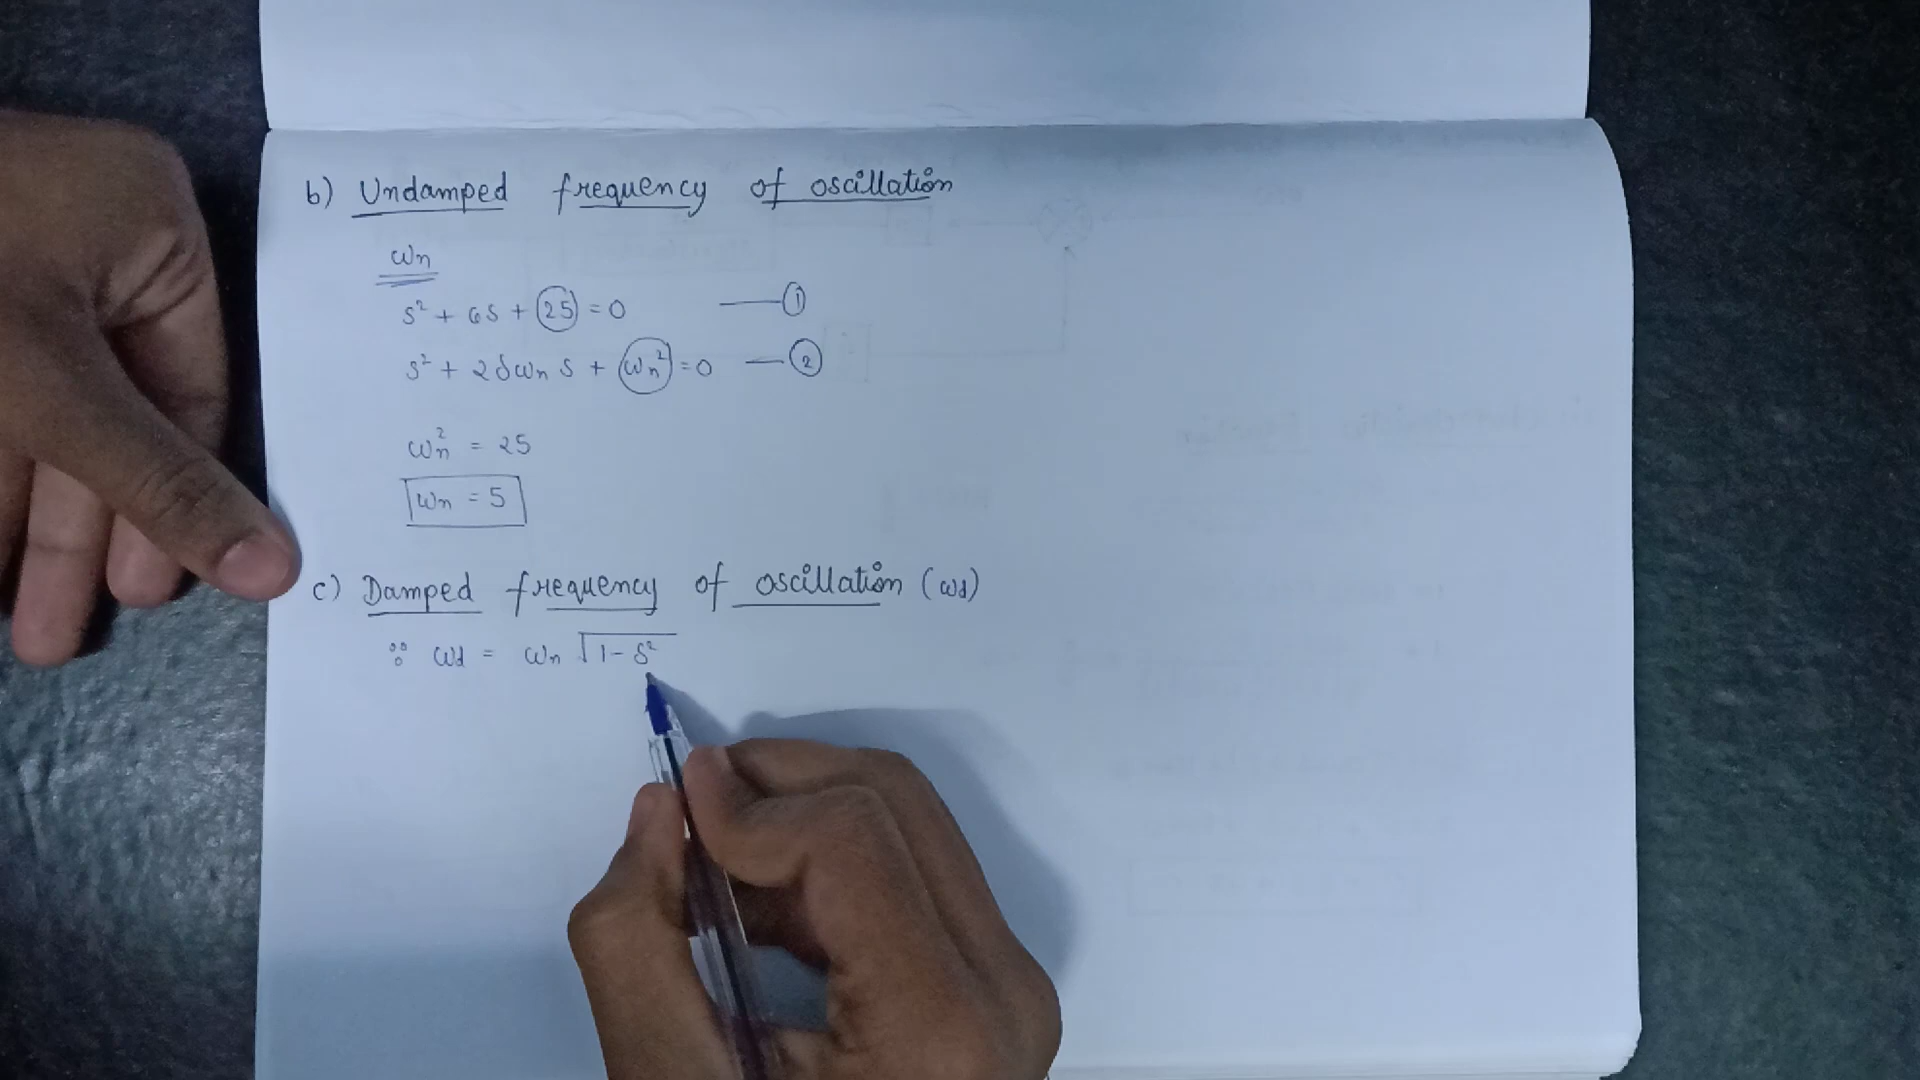 b) Undamped frequency of oscillation
ωn
s² + 6s + 25 = 0 —— ①
s² + 2δωn s + ωn² = 0 — ②
ωn² = 25
ωn = 5
c) Damped frequency of oscillation (ωd)
∵ ωd = ωn √1 - δ²